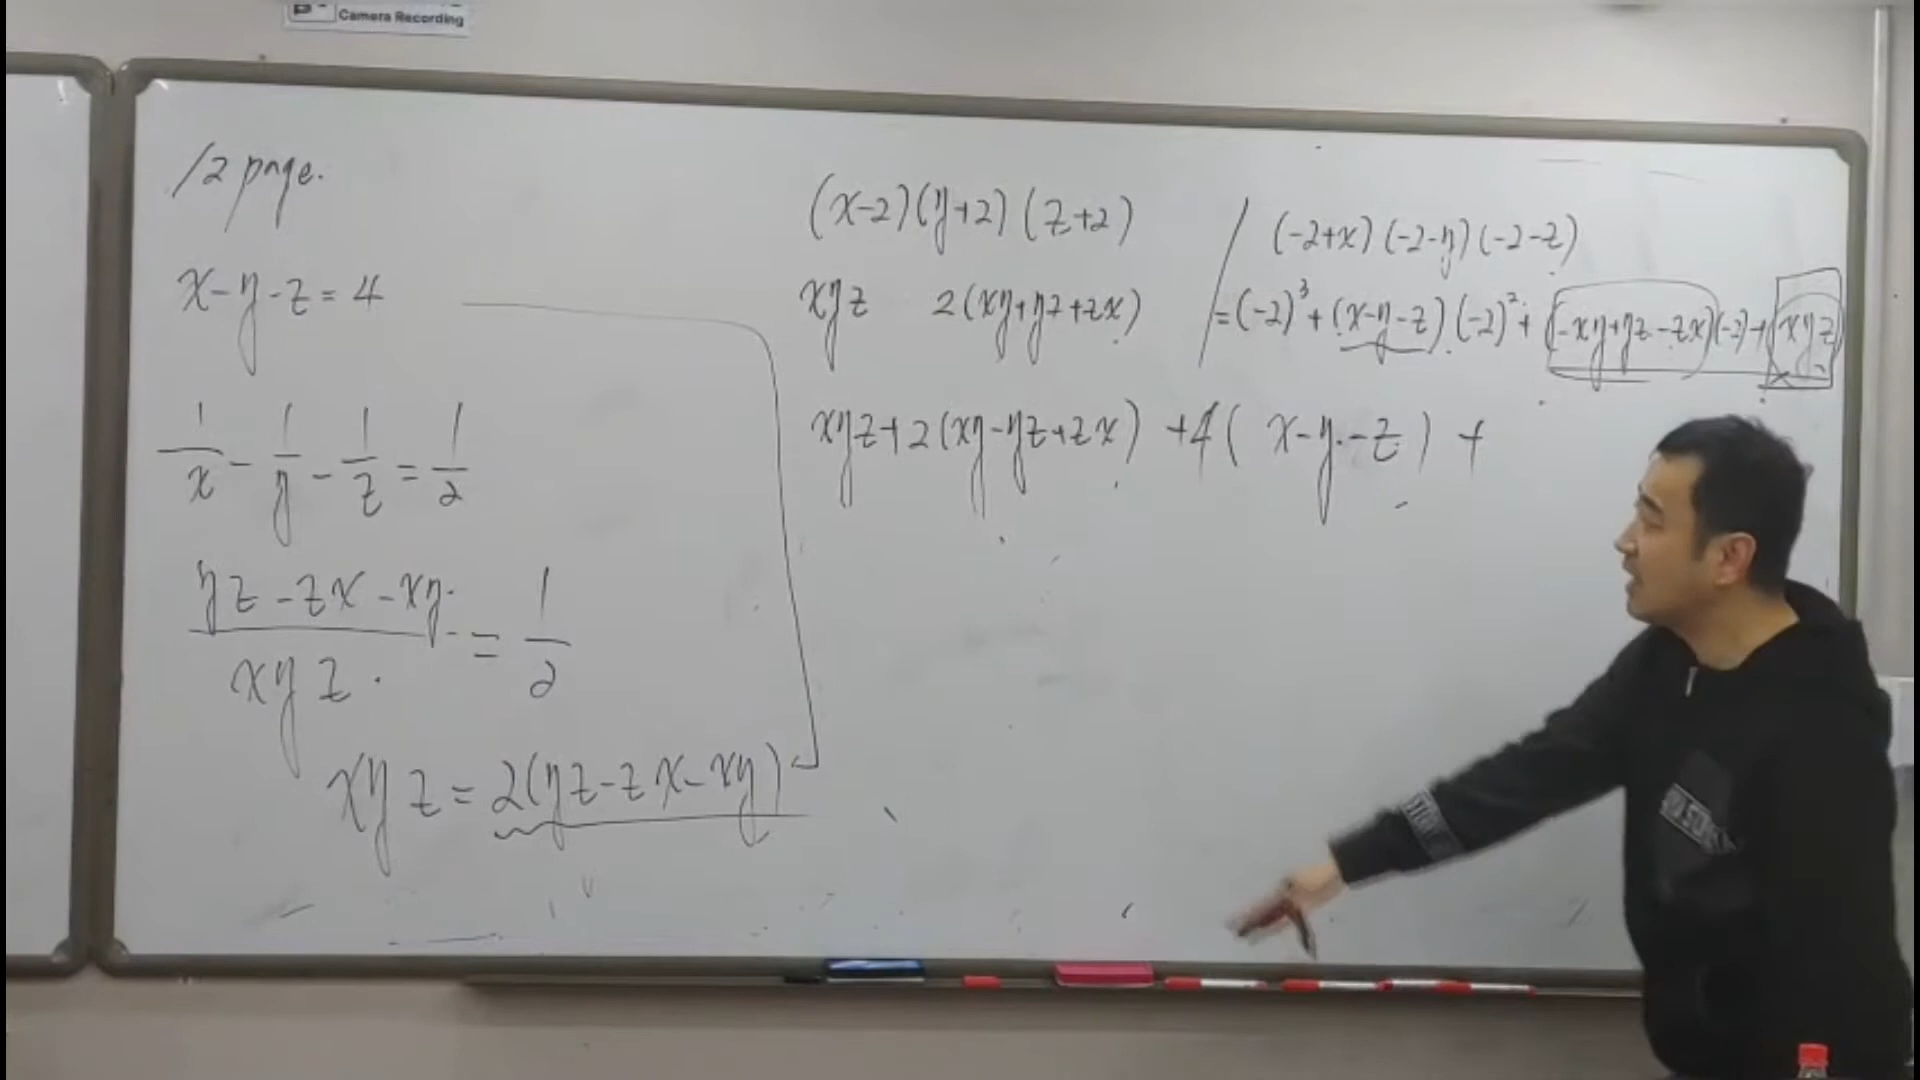 Camera Recording
12 page.
x-y-z=4
1/x - 1/y - 1/z = 1/2
(yz-zx-xy)/(xyz) = 1/2
xyz = 2(yz-zx-xy)
(x-2)(y+2)(z+2)
xyz 2(xy+yz+zx)
xyz+2(xy-yz+zx) +4( x-y-z) +
(-2+x)(-2-y)(-2-z)
=(-2)³+(x-y-z)(-2)²+(-xy+yz-zx)(-2)+xyz